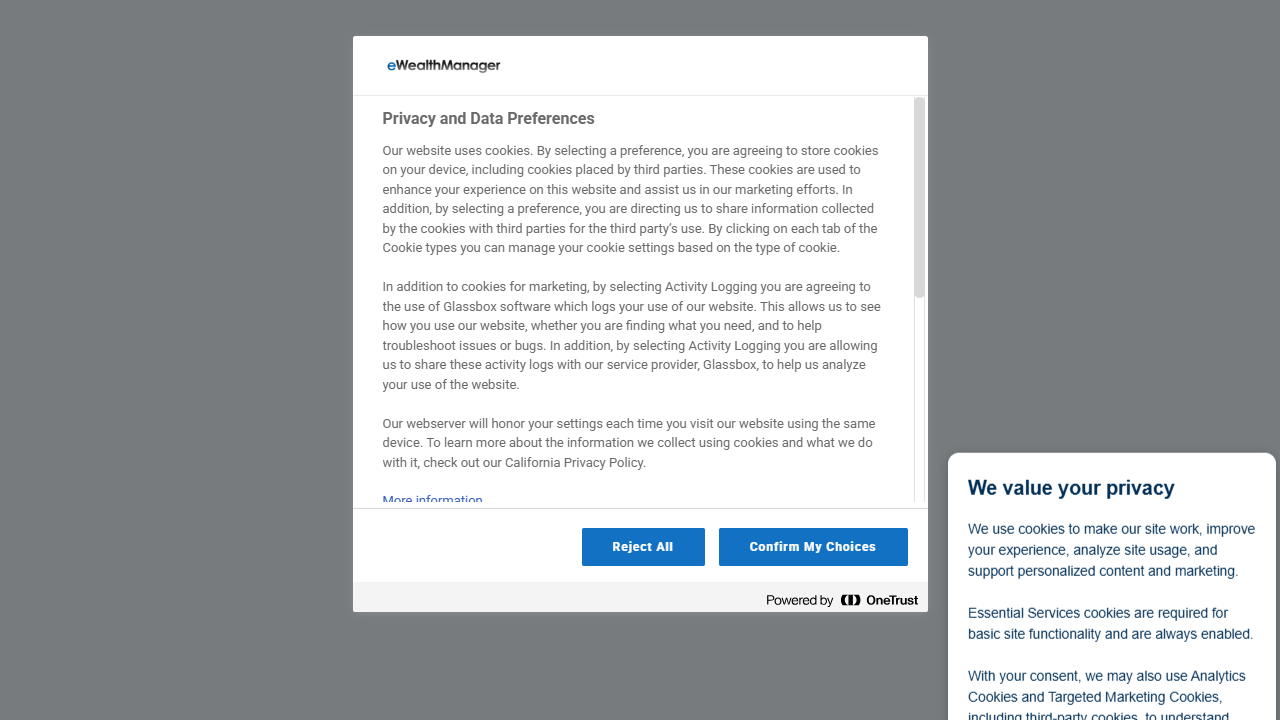 eWealthManager
Privacy and Data Preferences
Our website uses cookies. By selecting a preference, you are agreeing to store cookies
on your device, including cookies placed by third parties. These cookies are used to
enhance your experience on this website and assist us in our marketing efforts. In
addition, by selecting a preference, you are directing us to share information collected
by the cookies with third parties for the third party's use. By clicking on each tab of the
Cookie types you can manage your cookie settings based on the type of cookie.
In addition to cookies for marketing, by selecting Activity Logging you are agreeing to
the use of Glassbox software which logs your use of our website. This allows us to see
how you use our website, whether you are finding what you need, and to help
troubleshoot issues or bugs. In addition, by selecting Activity Logging you are allowing
us to share these activity logs with our service provider, Glassbox, to help us analyze
your use of the website.
Our webserver will honor your settings each time you visit our website using the same
device. To learn more about the information we collect using cookies and what we do
with it, check out our California Privacy Policy.
More information
Reject All
Confirm My Choices
Powered by OneTrust
We value your privacy
We use cookies to make our site work, improve
your experience, analyze site usage, and
support personalized content and marketing.
Essential Services cookies are required for
basic site functionality and are always enabled.
With your consent, we may also use Analytics
Cookies and Targeted Marketing Cookies,
including third-party cookies, to understand